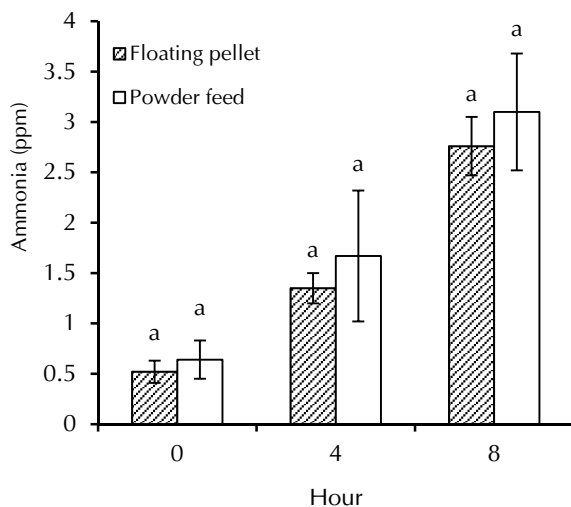 4
3.5
3
2.5
2
1.5
1
0.5
0
Ammonia (ppm)
Floating pellet
Powder feed
a a a a a a
0 4 8
Hour